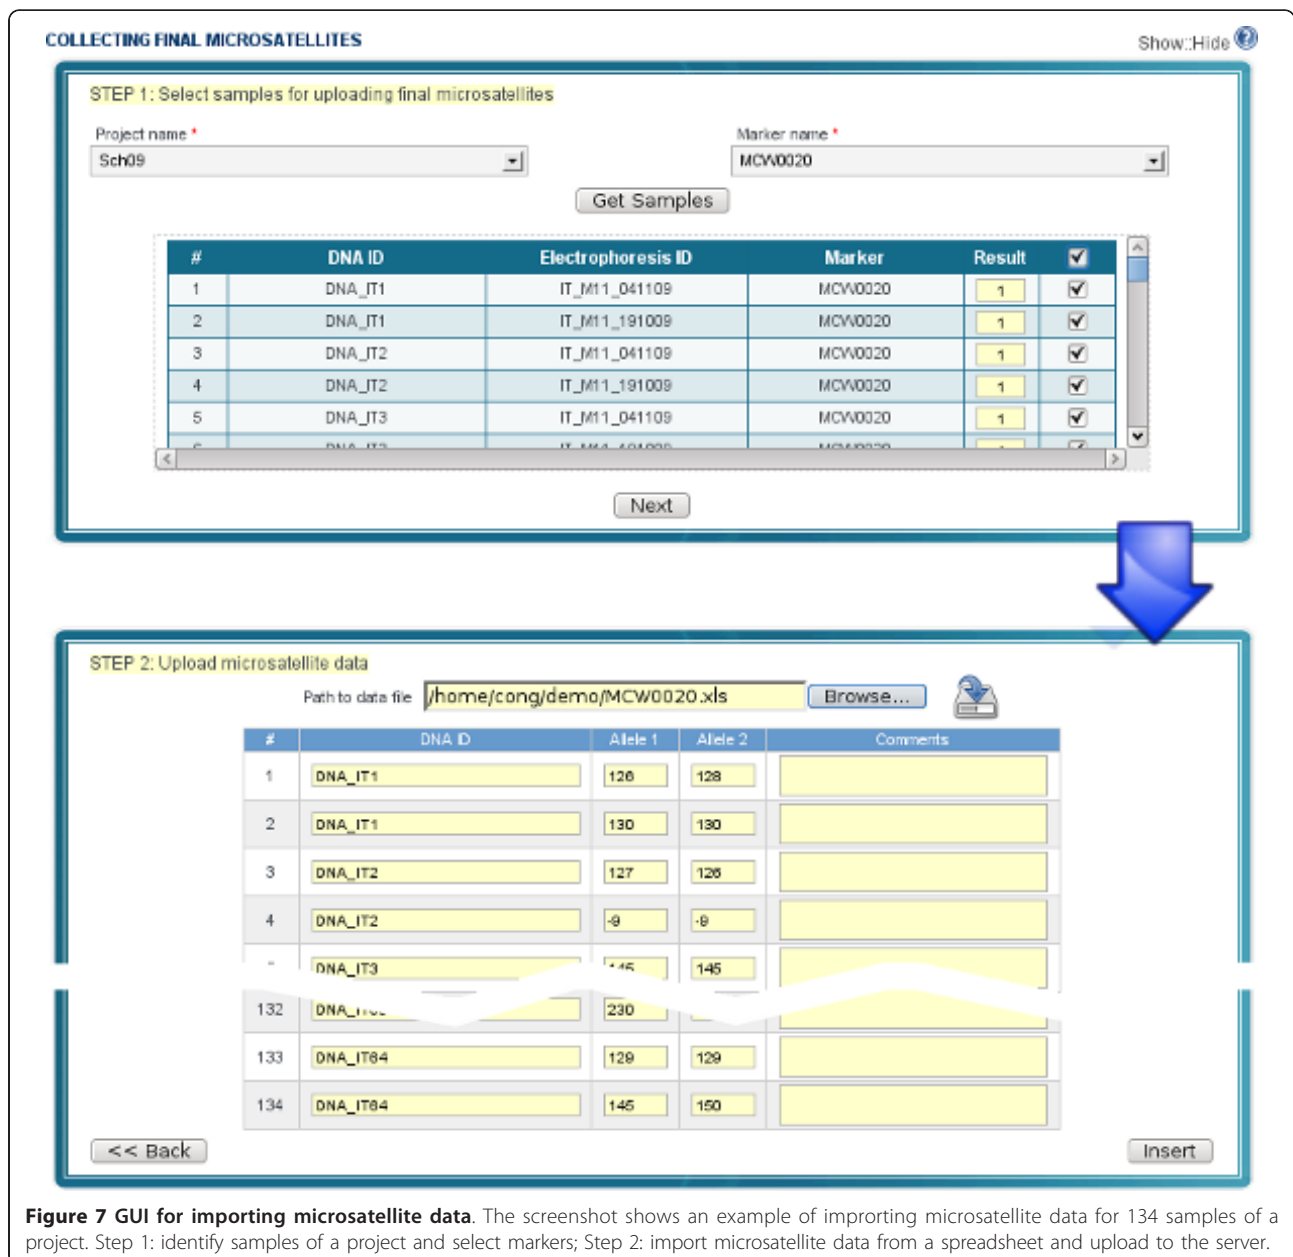 COLLECTING FINAL MICROSATELLITES
Show::Hide
STEP 1: Select samples for uploading final microsatellites
Project name * Marker name *
Sch09 MCW0020
Get Samples
# DNA ID Electrophoresis ID Marker Result
1 DNA_IT1 IT_M11_041109 MCW0020 1
2 DNA_IT1 IT_M11_191009 MCW0020 1
3 DNA_IT2 IT_M11_041109 MCW0020 1
4 DNA_IT2 IT_M11_191009 MCW0020 1
5 DNA_IT3 IT_M11_041109 MCW0020 1
Next
STEP 2: Upload microsatellite data
Path to data file /home/cong/demo/MCW0020.xls Browse...
# DNA ID Allele 1 Allele 2 Comments
1 DNA_IT1 126 128
2 DNA_IT1 130 130
3 DNA_IT2 127 126
4 DNA_IT2 -9 -9
DNA_IT3 145 145
132 230
133 DNA_IT64 129 129
134 DNA_IT64 145 150
<< Back Insert
Figure 7 GUI for importing microsatellite data. The screenshot shows an example of improrting microsatellite data for 134 samples of a
project. Step 1: identify samples of a project and select markers; Step 2: import microsatellite data from a spreadsheet and upload to the server.